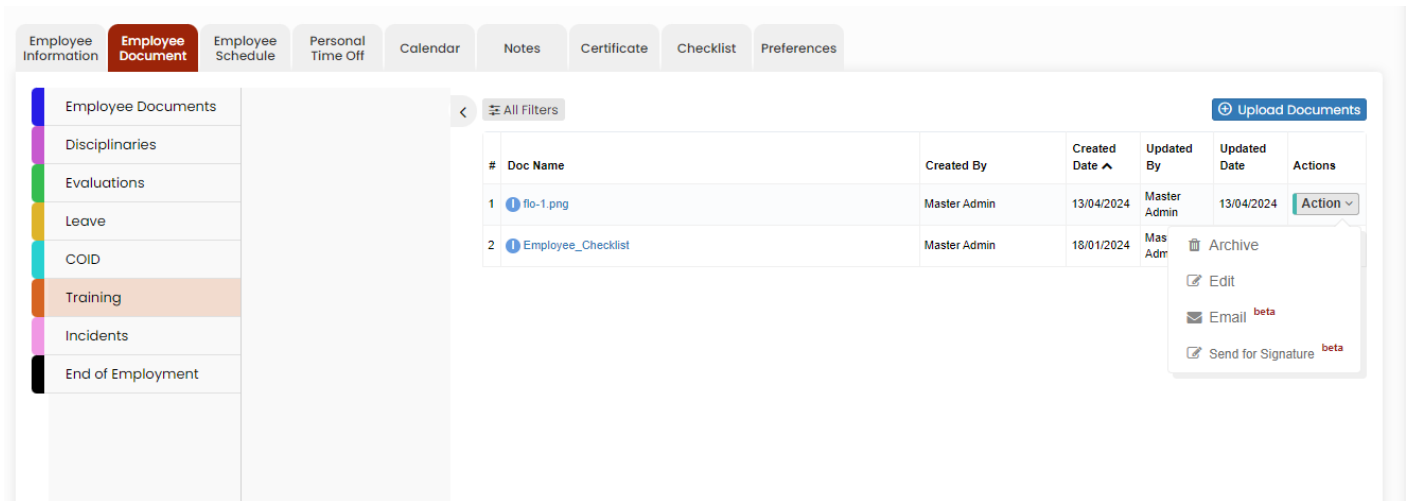 Employee Information
Employee Document
Employee Schedule
Personal Time Off
Calendar
Notes
Certificate
Checklist
Preferences
Employee Documents
Disciplinaries
Evaluations
Leave
COID
Training
Incidents
End of Employment
All Filters
Upload Documents
# Doc Name Created By Created Date Updated By Updated Date Actions
1 flo-1.png Master Admin 13/04/2024 Master Admin 13/04/2024 Action
2 Employee_Checklist Master Admin 18/01/2024
Archive
Edit
Email beta
Send for Signature beta